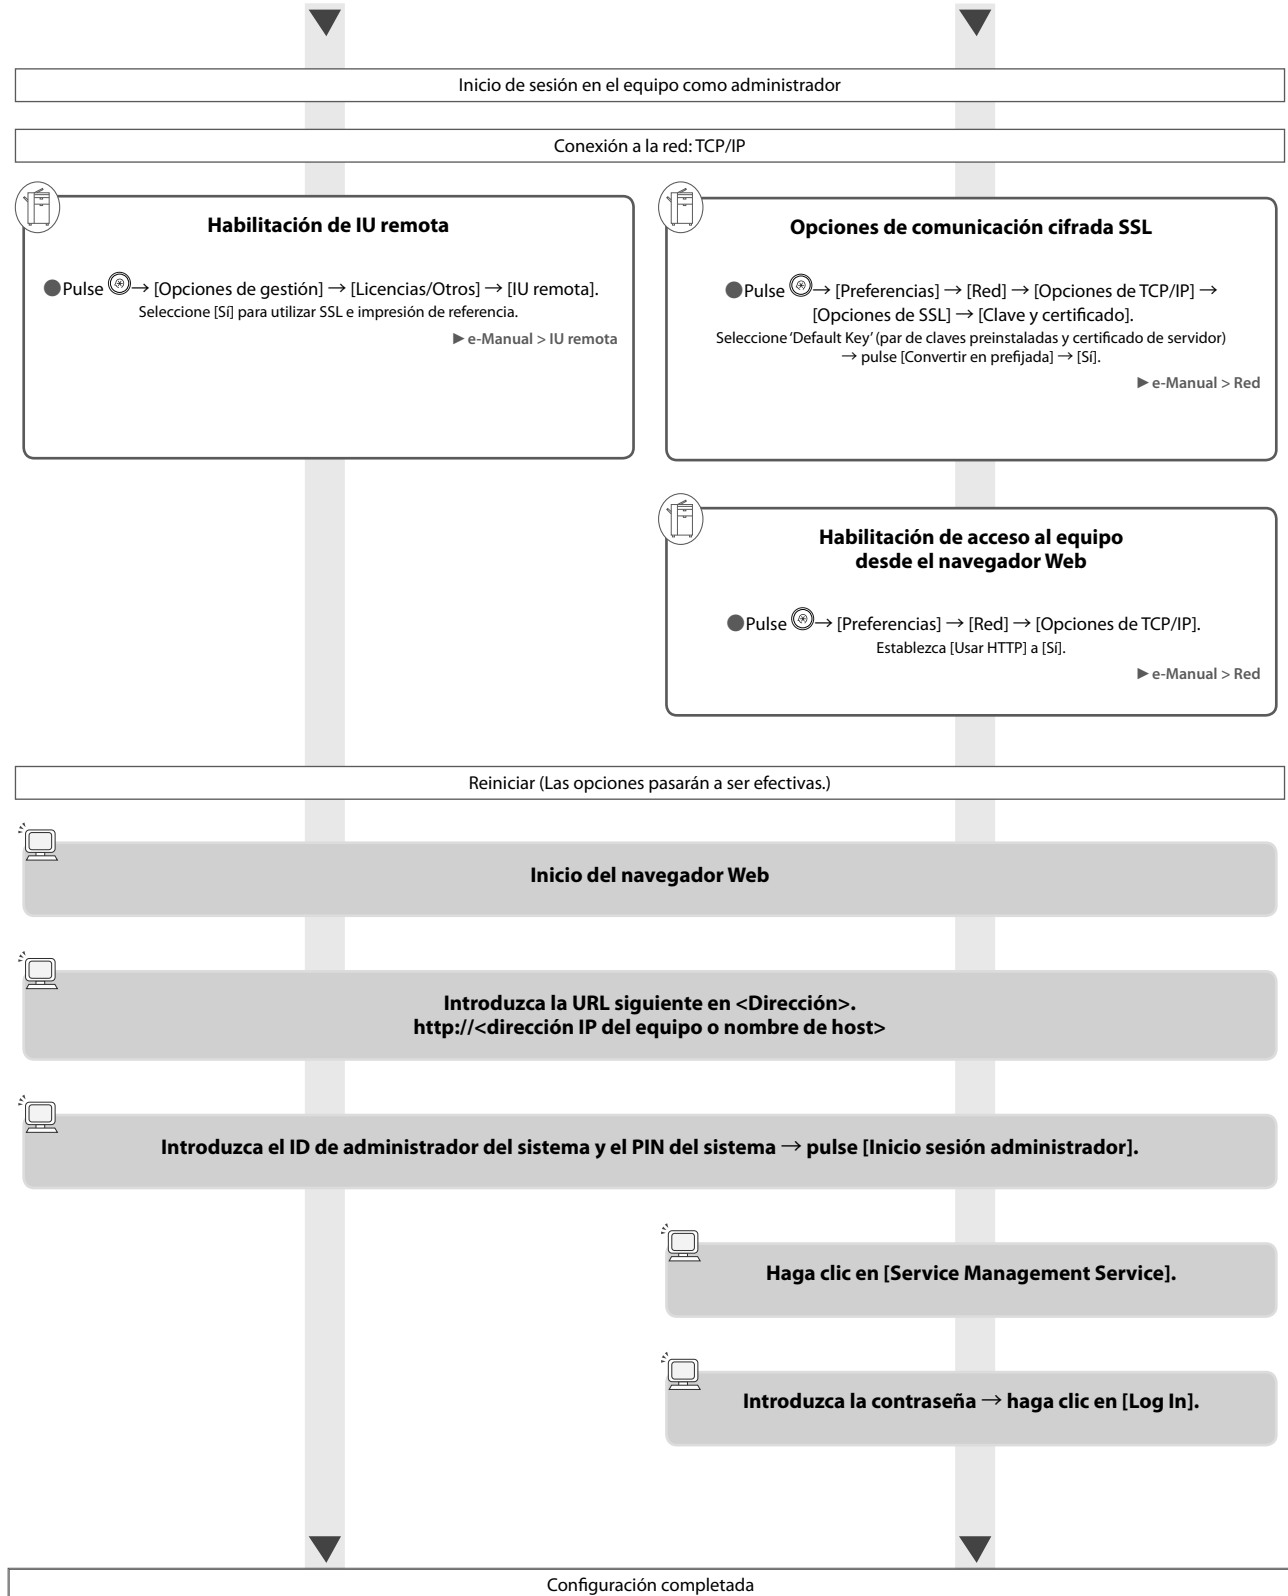 Inicio de sesión en el equipo como administrador
Conexión a la red: TCP/IP
Habilitación de IU remota
●Pulse → [Opciones de gestión] → [Licencias/Otros] → [IU remota].
Seleccione [Sí] para utilizar SSL e impresión de referencia.
►e-Manual > IU remota
Opciones de comunicación cifrada SSL
●Pulse → [Preferencias] → [Red] → [Opciones de TCP/IP] →
[Opciones de SSL] → [Clave y certificado].
Seleccione 'Default Key' (par de claves preinstaladas y certificado de servidor)
→ pulse [Convertir en prefijada] → [Sí].
►e-Manual > Red
Habilitación de acceso al equipo
desde el navegador Web
●Pulse → [Preferencias] → [Red] → [Opciones de TCP/IP].
Establezca [Usar HTTP] a [Sí].
►e-Manual > Red
Reiniciar (Las opciones pasarán a ser efectivas.)
Inicio del navegador Web
Introduzca la URL siguiente en <Dirección>.
http://<dirección IP del equipo o nombre de host>
Introduzca el ID de administrador del sistema y el PIN del sistema → pulse [Inicio sesión administrador].
Haga clic en [Service Management Service].
Introduzca la contraseña → haga clic en [Log In].
Configuración completada